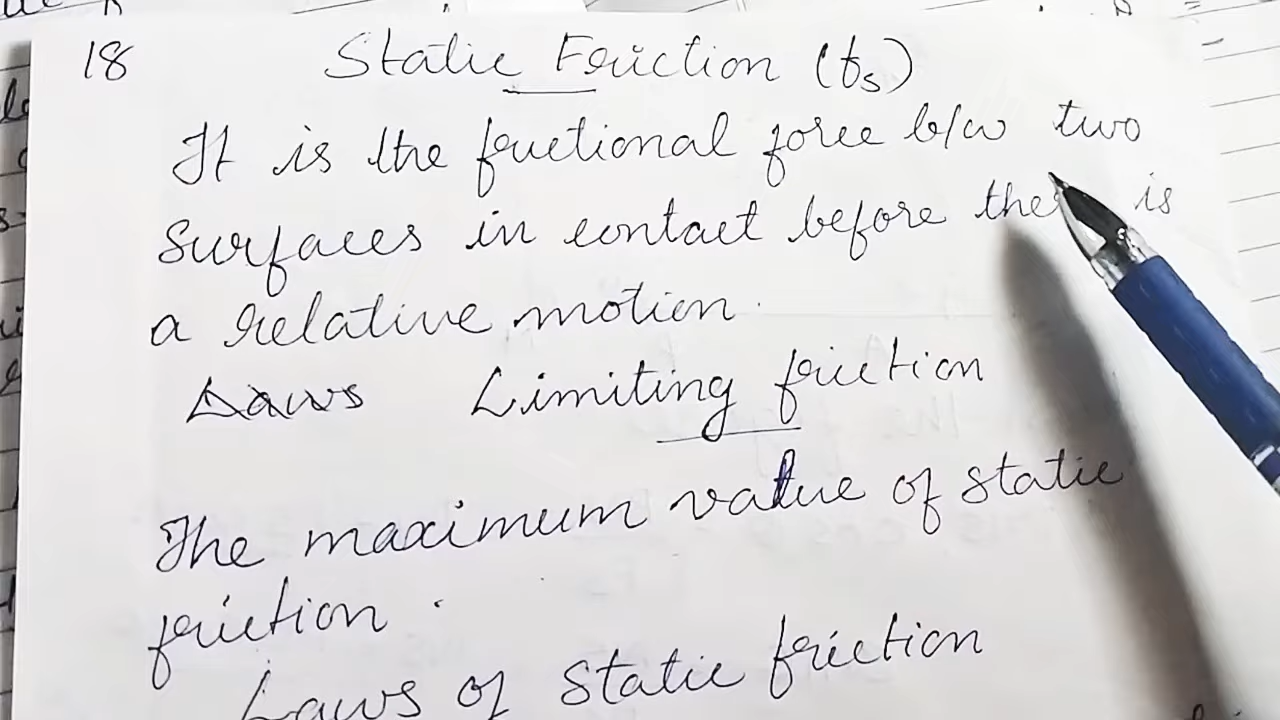 18 Static Friction (fs)
It is the frictional force b/w two
surfaces in contact before the is
a relative motion.
Laws Limiting friction
The maximum value of static
friction.
Laws of static friction